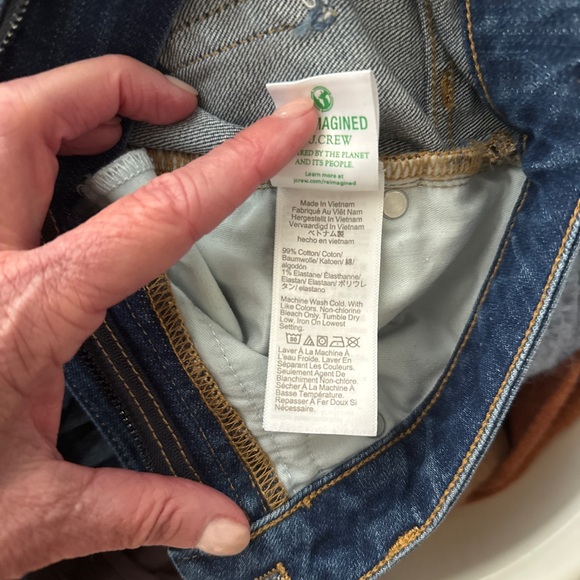 IMAGINED
J.CREW
BY THE PLANET
AND ITS PEOPLE.
Learn more at
jcrew.com/reimagined
Made In Vietnam
Fabriqué Au Viêt Nam
Hergestellt In Vietnam
Vervaardigd In Vietnam
ベトナム製
hecho en vietnam
99% Cotton/ Coton/
Baumwolle/ Katoen/ 綿/
algodón
1% Elastane/ Élasthanne/
Elastan/ Elastaan/ ポリウレ
タン/ elastano
Machine Wash Cold. With
Like Colors. Non-chlorine
Bleach Only. Tumble Dry
Low. Iron On Lowest
Setting.
30
Laver À La Machine À
L'eau Froide. Laver En
Séparant Les Couleurs.
Seulement Agent De
Blanchiment Non-chlore.
Sécher À La Machine À
Basse Température.
Repasser À Fer Doux Si
Nécessaire.